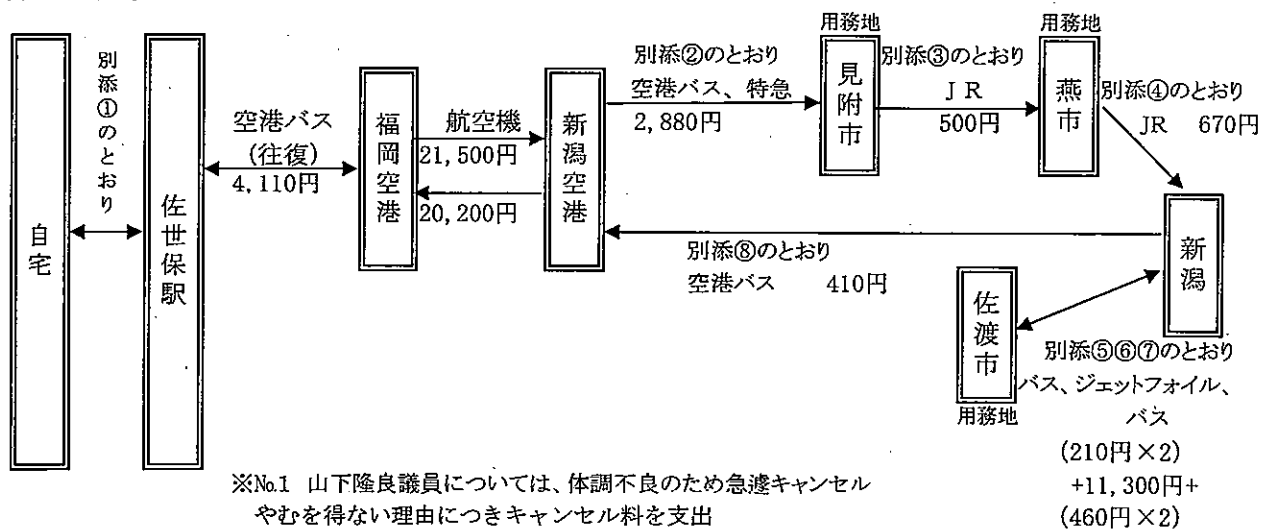 別添①のとおり
自宅
佐世保駅
空港バス
(往復)
4,110円
福岡空港
航空機
21,500円
20,200円
新潟空港
別添②のとおり
空港バス、特急
2,880円
用務地
見附市
別添③のとおり
JR
500円
用務地
燕市
別添④のとおり
JR 670円
新潟
別添⑧のとおり
空港バス 410円
佐渡市
用務地
別添⑤⑥⑦のとおり
バス、ジェットフォイル、
バス
(210円×2)
+11,300円+
(460円×2)
※№1 山下隆良議員については、体調不良のため急遽キャンセル
やむを得ない理由につきキャンセル料を支出